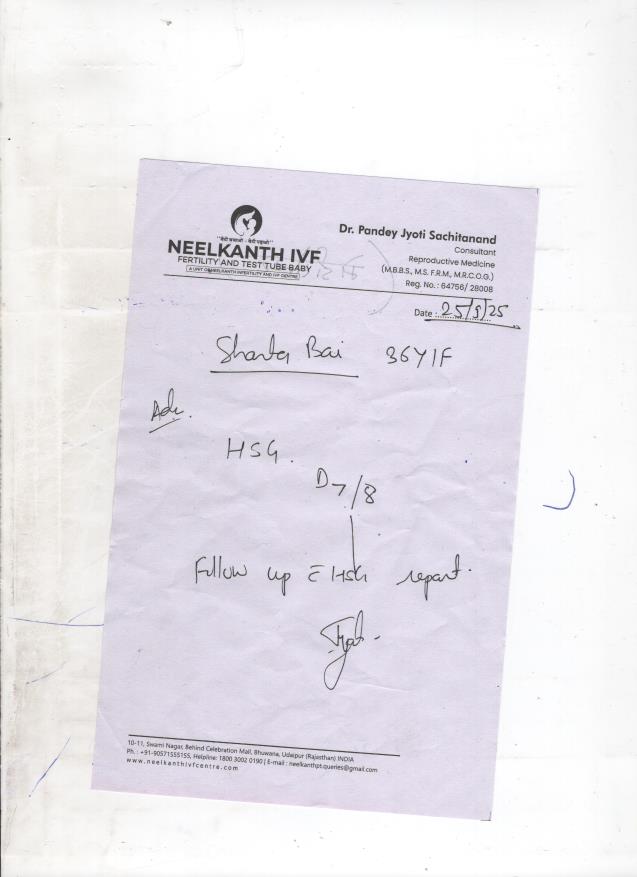 "बेटी बचाओ - बेटी पढ़ाओ"
NEELKANTH IVF
FERTILITY AND TEST TUBE BABY
A UNIT OF NEELKANTH INFERTILITY AND IVF CENTRE
Dr. Pandey Jyoti Sachitanand
Consultant
Reproductive Medicine
(M.B.B.S., M.S. F.R.M., M.R.C.O.G.)
Reg. No. : 64756/ 28008
Date : 25/9/25
Shanta Bai 36Y/F
Adv.
HSG.
D7/8
Follow up c̄ HSG report.
10-11, Swami Nagar, Behind Celebration Mall, Bhuwana, Udaipur (Rajasthan) INDIA
Ph. : +91-90571555155, Helpline: 1800 3002 0190 | E-mail : neelkanthpt.queries@gmail.com
www.neelkanthivfcentre.com